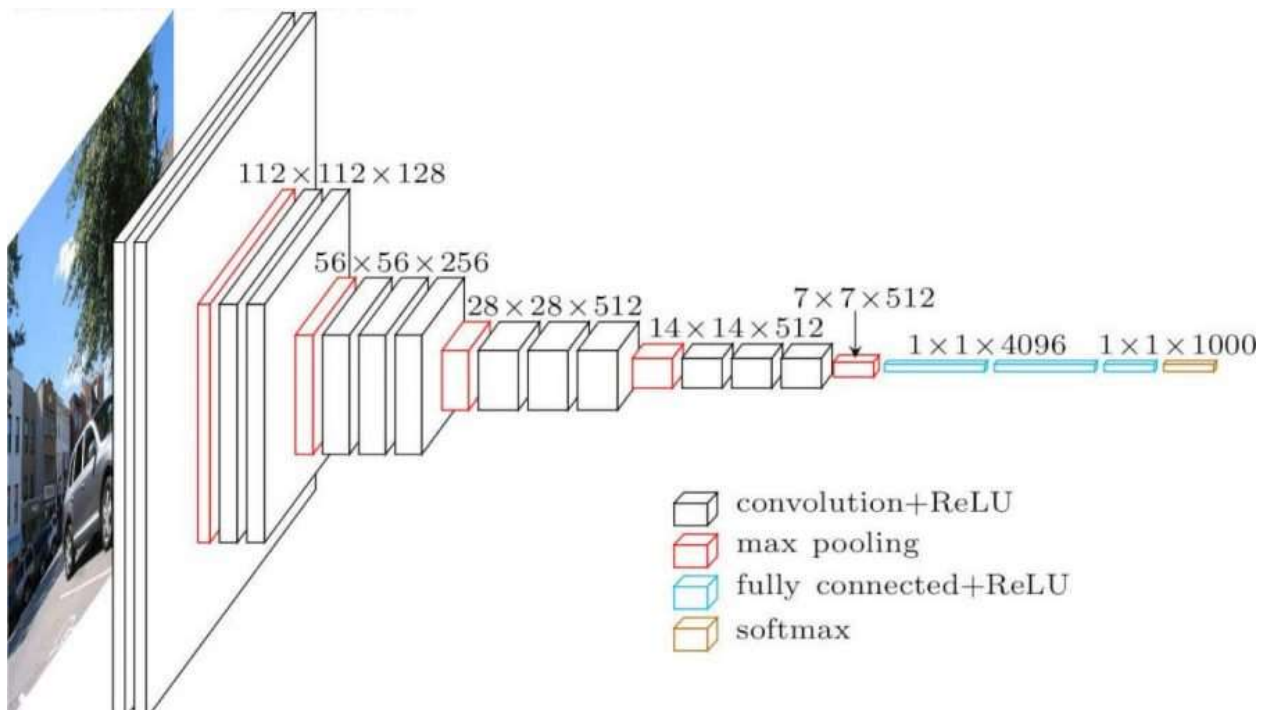 112×112×128
56×56×256
28×28×512
14×14×512
7×7×512
1×1×4096
1×1×1000
convolution+ReLU
max pooling
fully connected+ReLU
softmax